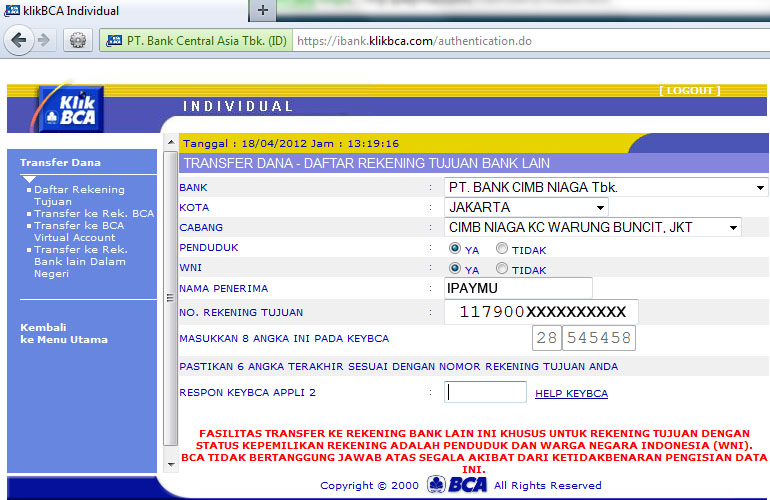 klikBCA Individual
+
PT. Bank Central Asia Tbk. (ID) https://ibank.klikbca.com/authentication.do
[ LOGOUT ]
Klik BCA
INDIVIDUAL
Transfer Dana
Daftar Rekening
Tujuan
Transfer ke Rek. BCA
Transfer ke BCA
Virtual Account
Transfer ke Rek.
Bank lain Dalam
Negeri
Kembali
ke Menu Utama
Tanggal : 18/04/2012 Jam : 13:19:16
TRANSFER DANA - DAFTAR REKENING TUJUAN BANK LAIN
BANK : PT. BANK CIMB NIAGA Tbk.
KOTA : JAKARTA
CABANG : CIMB NIAGA KC WARUNG BUNCIT, JKT
PENDUDUK : YA TIDAK
WNI : YA TIDAK
NAMA PENERIMA : IPAYMU
NO. REKENING TUJUAN : 117900XXXXXXXXXX
MASUKKAN 8 ANGKA INI PADA KEYBCA 28 545458
PASTIKAN 6 ANGKA TERAKHIR SESUAI DENGAN NOMOR REKENING TUJUAN ANDA
RESPON KEYBCA APPLI 2 : HELP KEYBCA
FASILITAS TRANSFER KE REKENING BANK LAIN INI KHUSUS UNTUK REKENING TUJUAN DENGAN
STATUS KEPEMILIKAN REKENING ADALAH PENDUDUK DAN WARGA NEGARA INDONESIA (WNI).
BCA TIDAK BERTANGGUNG JAWAB ATAS SEGALA AKIBAT DARI KETIDAKBENARAN PENGISIAN DATA
INI.
Copyright © 2000 BCA All Rights Reserved